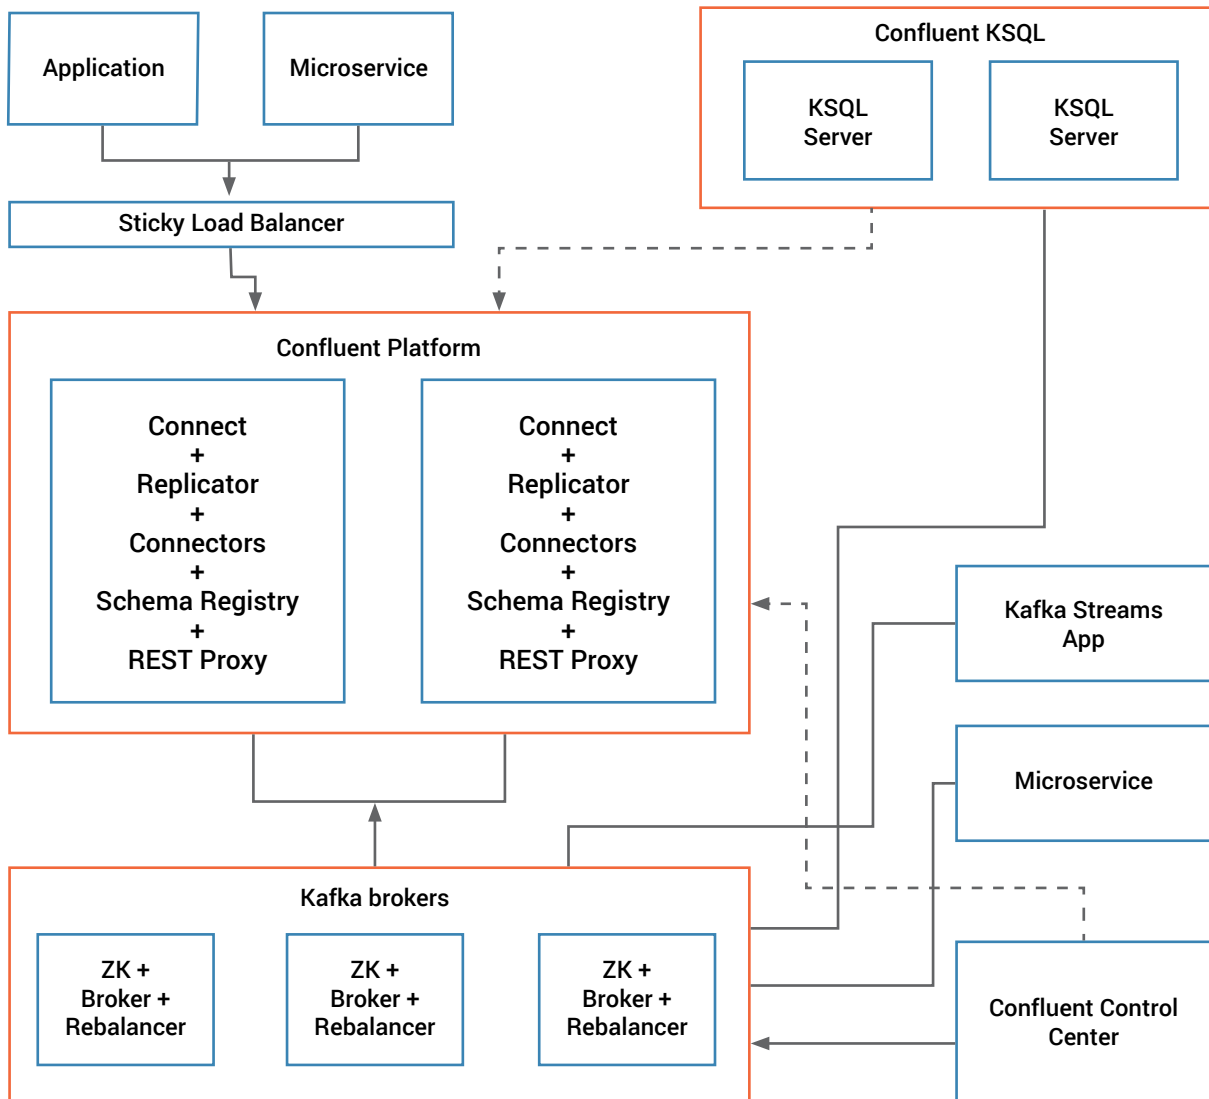 Application
Microservice
Confluent KSQL
KSQL
Server
KSQL
Server
Sticky Load Balancer
Confluent Platform
Connect
+
Replicator
+
Connectors
+
Schema Registry
+
REST Proxy
Connect
+
Replicator
+
Connectors
+
Schema Registry
+
REST Proxy
Kafka Streams
App
Microservice
Kafka brokers
ZK +
Broker +
Rebalancer
ZK +
Broker +
Rebalancer
ZK +
Broker +
Rebalancer
Confluent Control
Center